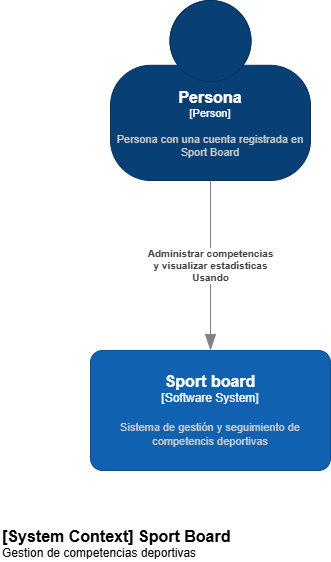 Persona
[Person]
Persona con una cuenta registrada en
Sport Board
Administrar competencias
y visualizar estadísticas
Usando
Sport board
[Software System]
Sistema de gestión y seguimiento de
competencis deportivas
[System Context] Sport Board
Gestion de competencias deportivas